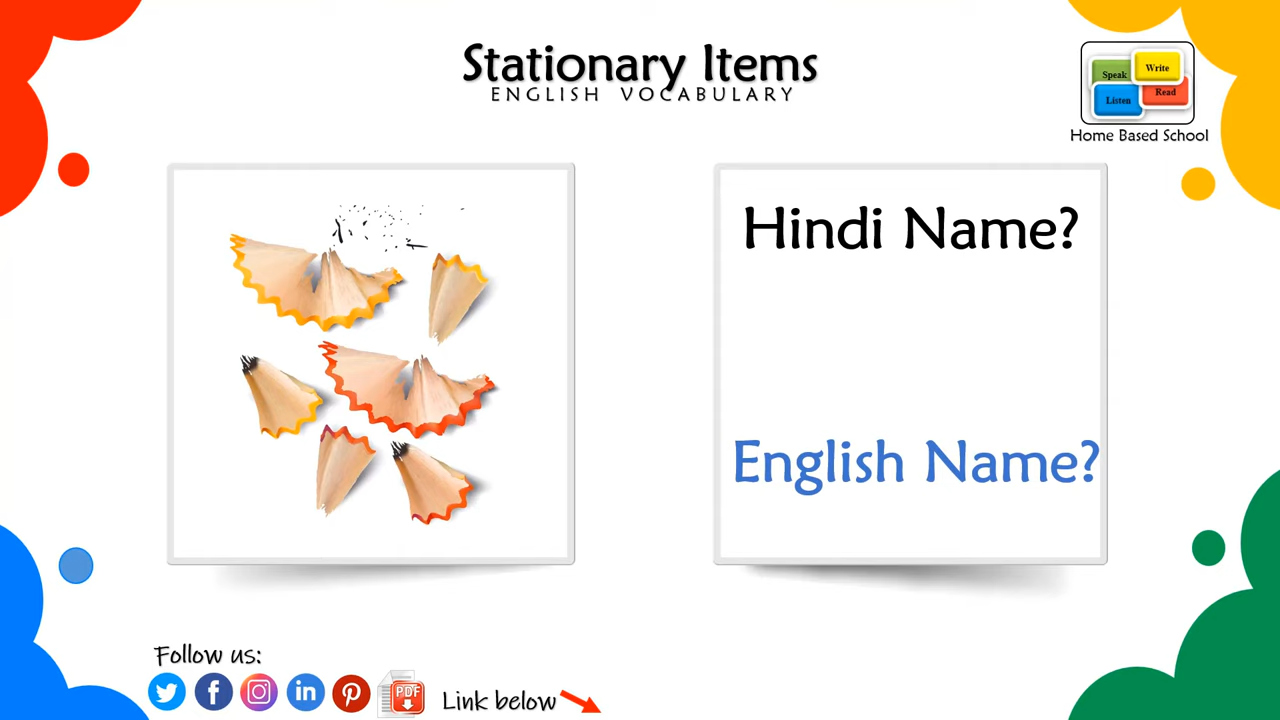 Stationary Items
ENGLISH VOCABULARY
Speak
Write
Listen
Read
Home Based School
Hindi Name?
English Name?
Follow us:
PDF
Link below